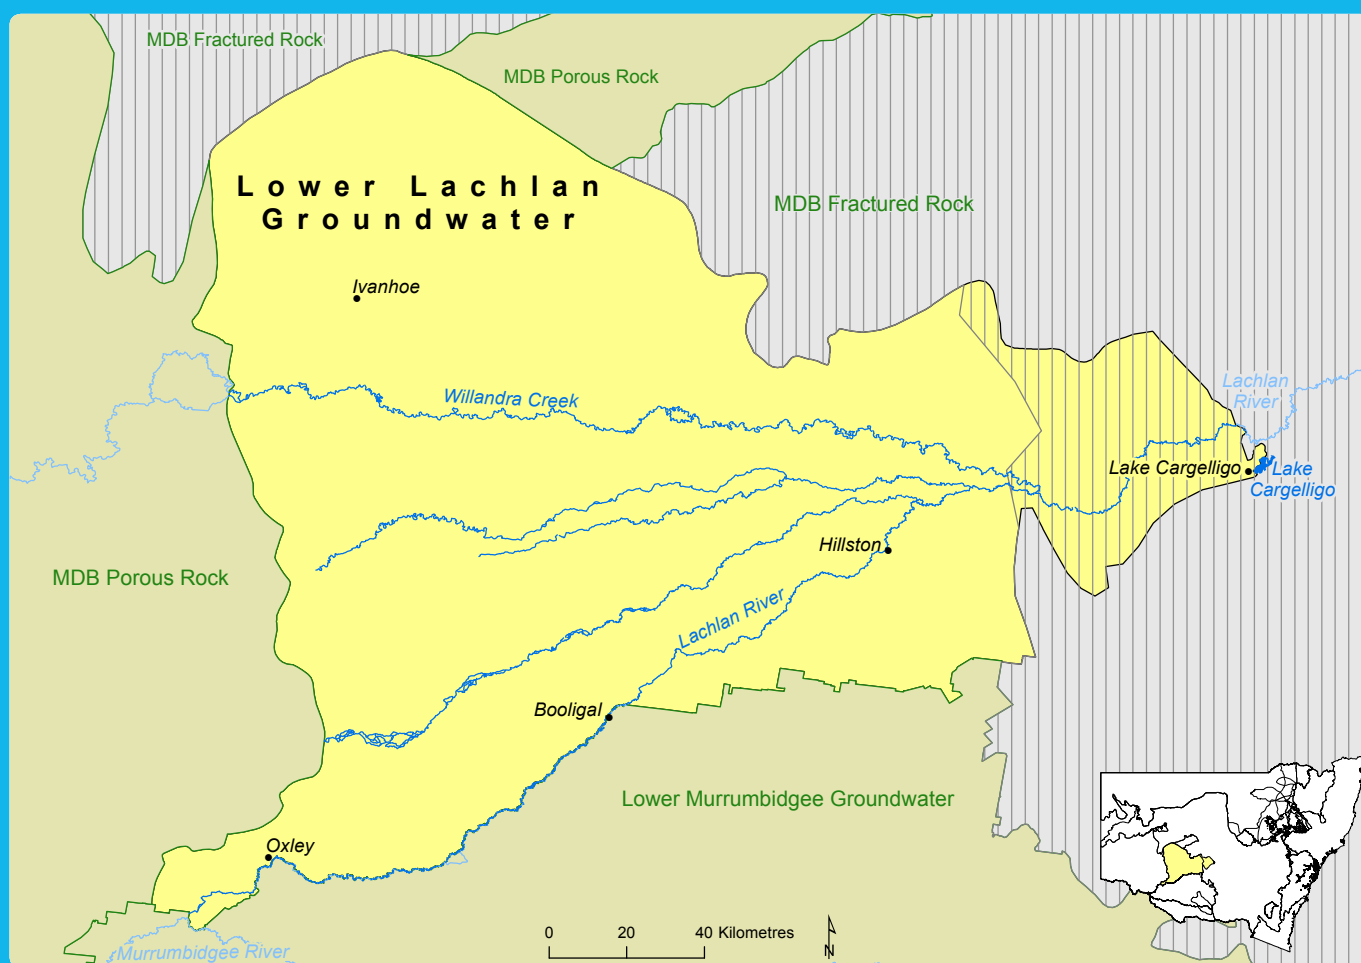 MDB Fractured Rock
MDB Porous Rock
Lower Lachlan
Groundwater
MDB Fractured Rock
Ivanhoe
Willandra Creek
Lachlan
River
Lake Cargelligo
Lake
Cargelligo
Hillston
MDB Porous Rock
Lachlan River
Booligal
Lower Murrumbidgee Groundwater
Oxley
0 20 40 Kilometres
N
Murrumbidgee River